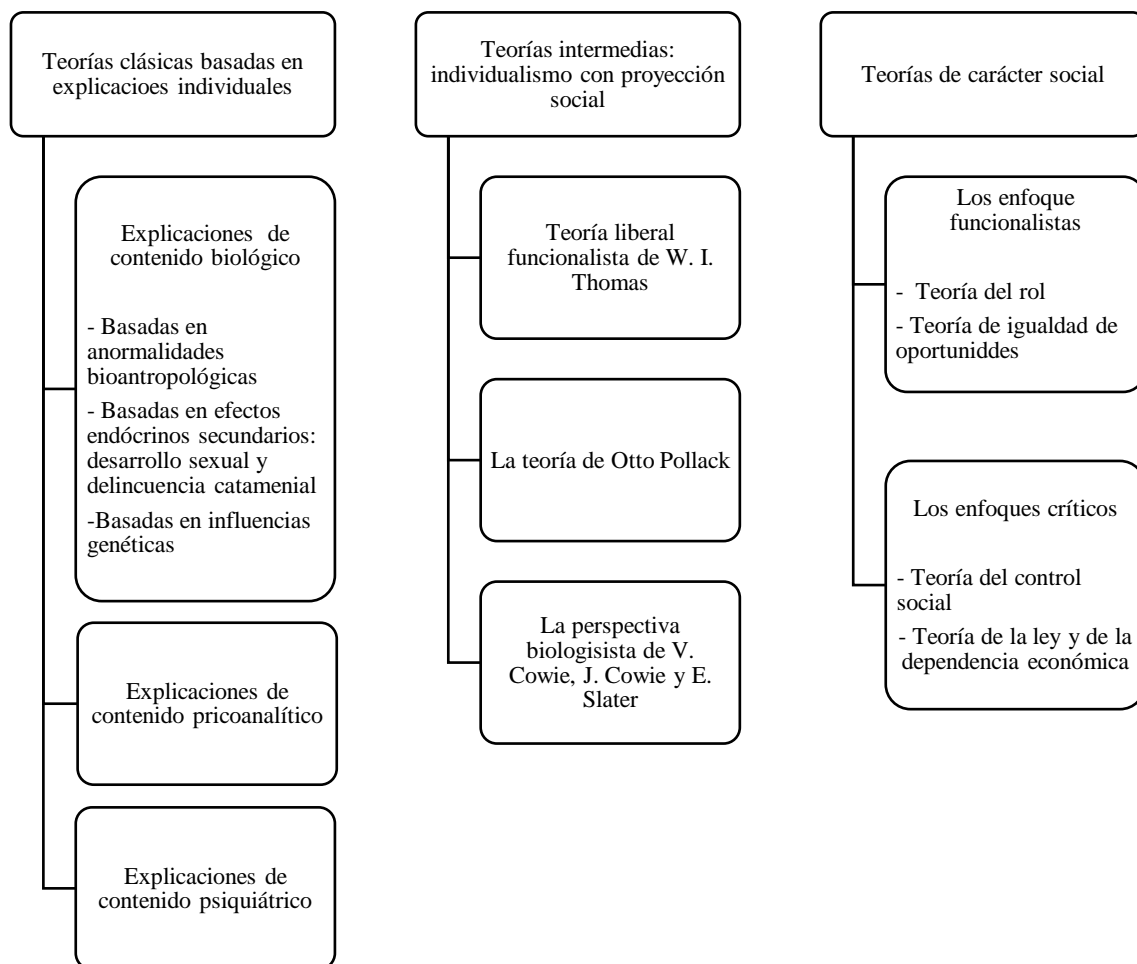 Teorías clásicas basadas en
explicacioes individuales
Explicaciones de
contenido biológico
- Basadas en
anormalidades
bioantropológicas
- Basadas en efectos
endócrinos secundarios:
desarrollo sexual y
delincuencia catamenial
-Basadas en influencias
genéticas
Explicaciones de
contenido pricoanalítico
Explicaciones de
contenido psiquiátrico
Teorías intermedias:
individualismo con proyección
social
Teoría liberal
funcionalista de W. I.
Thomas
La teoría de Otto Pollack
La perspectiva
biologisista de V.
Cowie, J. Cowie y E.
Slater
Teorías de carácter social
Los enfoque
funcionalistas
- Teoría del rol
- Teoría de igualdad de
oportuniddes
Los enfoques críticos
- Teoría del control
social
- Teoría de la ley y de la
dependencia económica